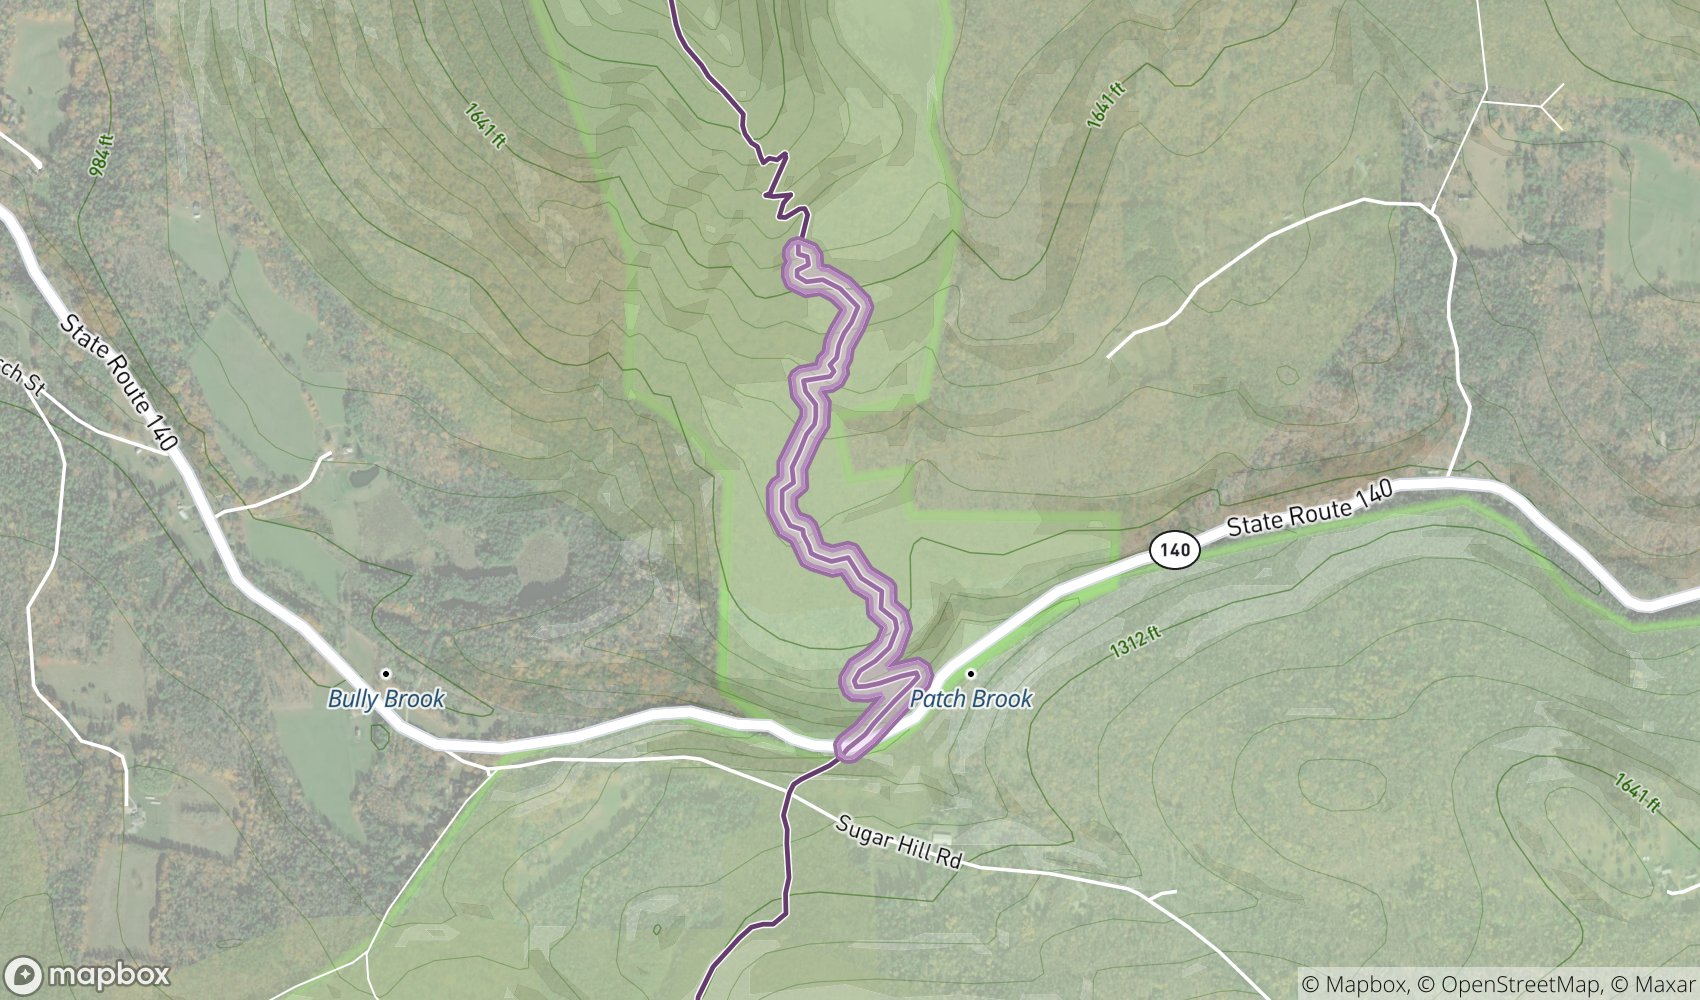 1641 ft
1641 ft
984 ft
State Route 140
ch St
State Route 140
140
1312 ft
Bully Brook
Patch Brook
1641 ft
Sugar Hill Rd
mapbox
© Mapbox, © OpenStreetMap, © Maxar